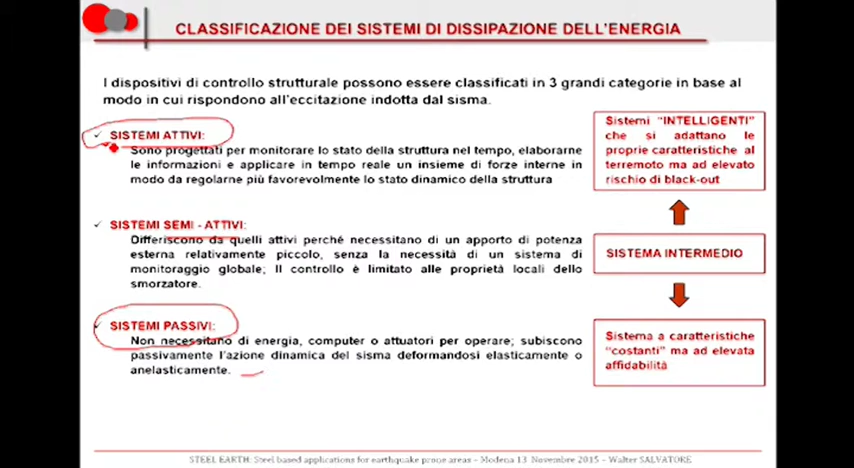 CLASSIFICAZIONE DEI SISTEMI DI DISSIPAZIONE DELL'ENERGIA
I dispositivi di controllo strutturale possono essere classificati in 3 grandi categorie in base al
modo in cui rispondono all'eccitazione indotta dal sisma.
✓ SISTEMI ATTIVI:
Sono progettati per monitorare lo stato della struttura nel tempo, elaborarne
le informazioni e applicare in tempo reale un insieme di forze interne in
modo da regolarne più favorevolmente lo stato dinamico della struttura
Sistemi "INTELLIGENTI"
che si adattano le
proprie caratteristiche al
terremoto ma ad elevato
rischio di black-out
✓ SISTEMI SEMI - ATTIVI:
Differiscono da quelli attivi perché necessitano di un apporto di potenza
esterna relativamente piccolo, senza la necessità di un sistema di
monitoraggio globale; Il controllo è limitato alle proprietà locali dello
smorzatore.
SISTEMA INTERMEDIO
✓ SISTEMI PASSIVI:
Non necessitano di energia, computer o attuatori per operare; subiscono
passivamente l'azione dinamica del sisma deformandosi elasticamente o
anelasticamente.
Sistema a caratteristiche
"costanti" ma ad elevata
affidabilità
STEEL EARTH: Steel based applications for earthquake prone areas – Modena 13 Novembre 2015 – Walter SALVATORE